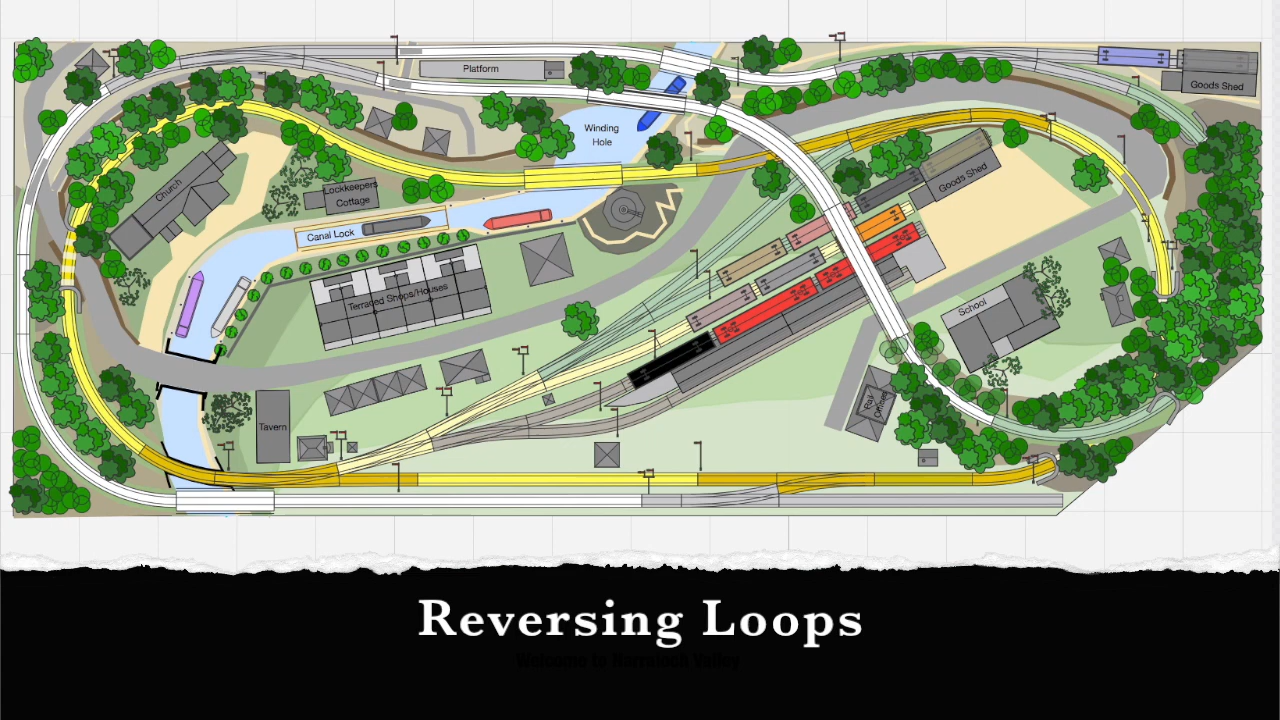 Platform
Goods Shed
Winding
Hole
Church
Lockkeepers
Cottage
Goods Shed
Canal Lock
Terraced Shops/Houses
School
Tavern
Reversing Loops